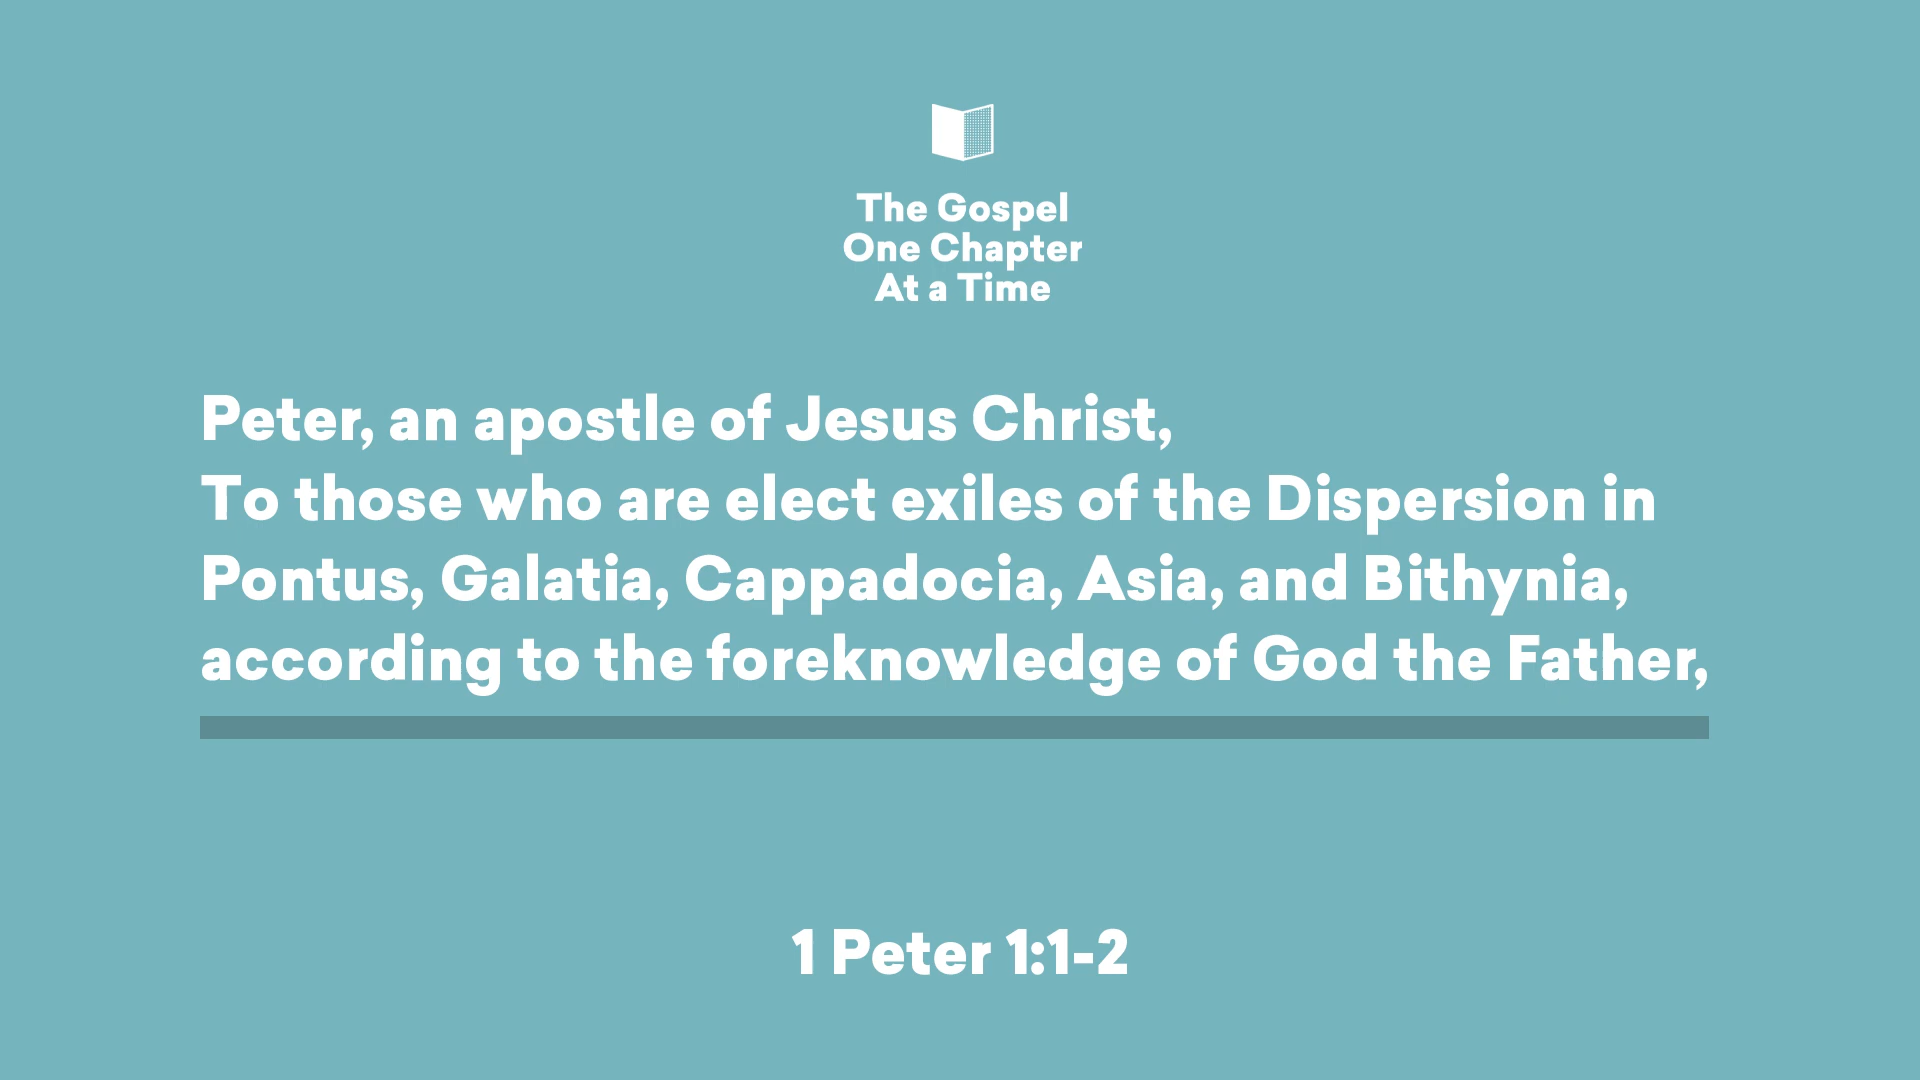 The Gospel
One Chapter
At a Time
Peter, an apostle of Jesus Christ,
To those who are elect exiles of the Dispersion in
Pontus, Galatia, Cappadocia, Asia, and Bithynia,
according to the foreknowledge of God the Father,
1 Peter 1:1-2